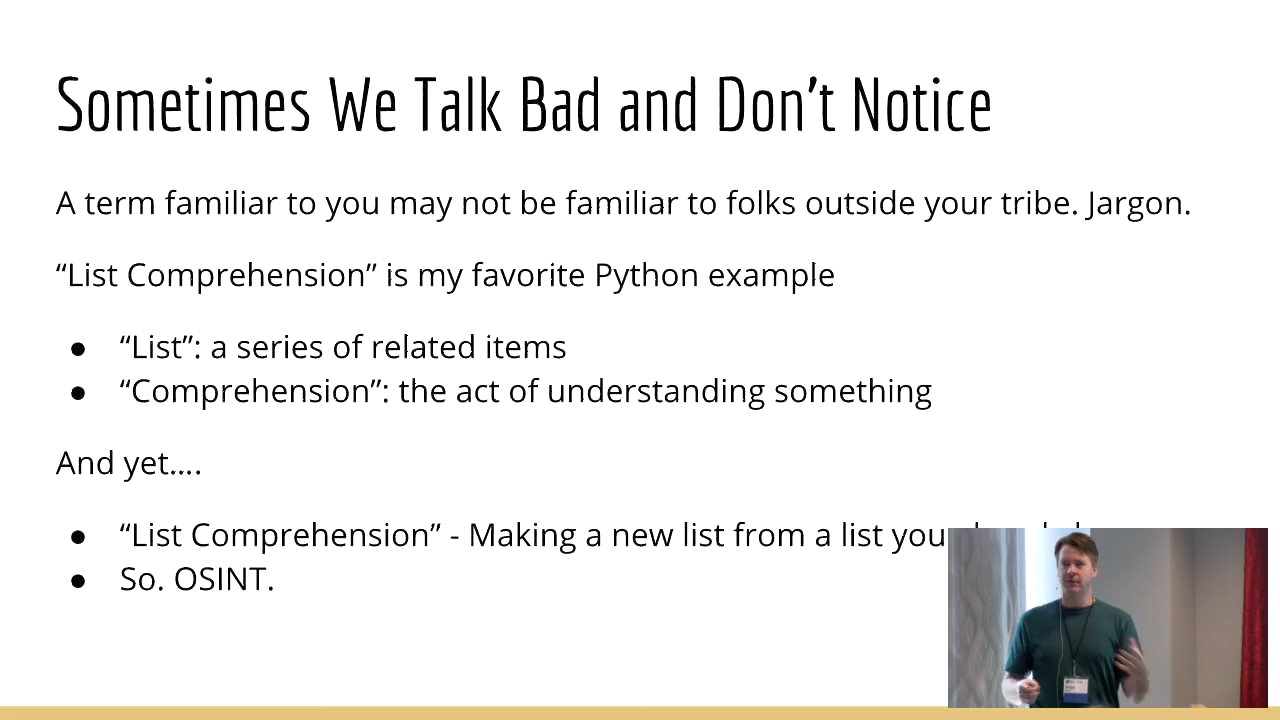 Sometimes We Talk Bad and Don’t Notice
A term familiar to you may not be familiar to folks outside your tribe. Jargon.
“List Comprehension” is my favorite Python example
● “List”: a series of related items
● “Comprehension”: the act of understanding something
And yet….
● “List Comprehension” - Making a new list from a list you
● So. OSINT.